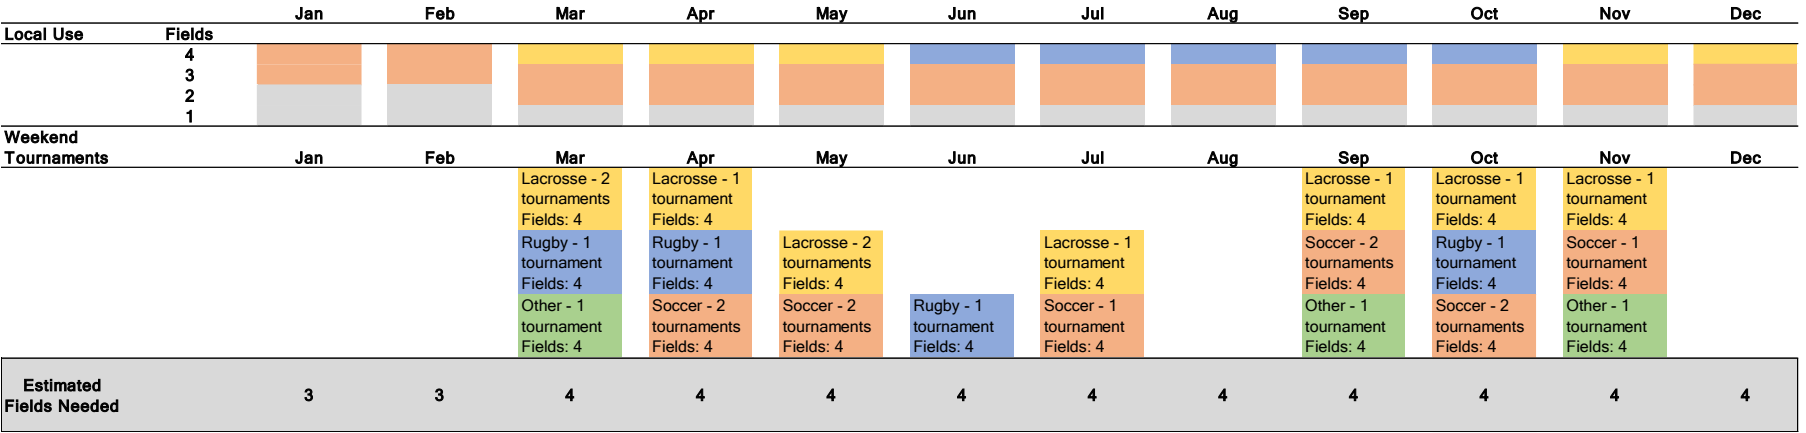 Jan Feb Mar Apr May Jun Jul Aug Sep Oct Nov Dec
Local Use Fields
4
3
2
1
Weekend
Tournaments Jan Feb Mar Apr May Jun Jul Aug Sep Oct Nov Dec
Lacrosse - 2 Lacrosse - 1 Lacrosse - 1 Lacrosse - 1 Lacrosse - 1
tournaments tournament tournament tournament tournament
Fields: 4 Fields: 4 Fields: 4 Fields: 4 Fields: 4
Rugby - 1 Rugby - 1 Lacrosse - 2 Lacrosse - 1 Soccer - 2 Rugby - 1 Soccer - 1
tournament tournament tournaments tournament tournaments tournament tournament
Fields: 4 Fields: 4 Fields: 4 Fields: 4 Fields: 4 Fields: 4 Fields: 4
Other - 1 Soccer - 2 Soccer - 2 Rugby - 1 Soccer - 1 Other - 1 Soccer - 2 Other - 1
tournament tournaments tournaments tournament tournament tournament tournaments tournament
Fields: 4 Fields: 4 Fields: 4 Fields: 4 Fields: 4 Fields: 4 Fields: 4 Fields: 4
Estimated
Fields Needed 3 3 4 4 4 4 4 4 4 4 4 4